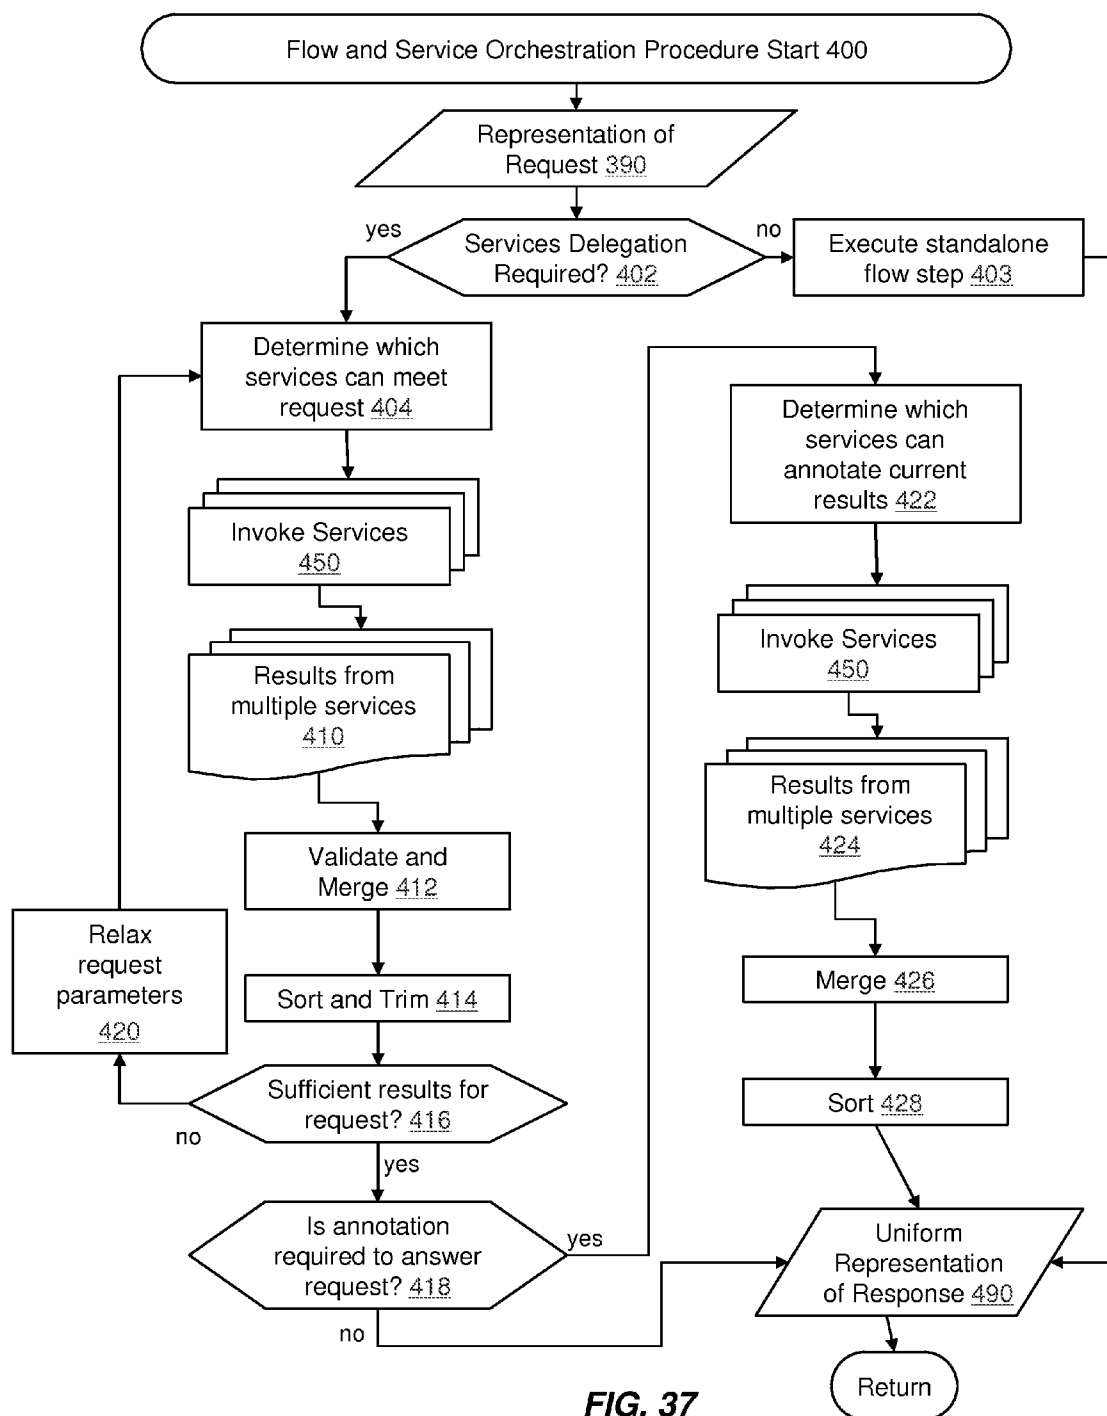 Flow and Service Orchestration Procedure Start 400
Representation of
Request 390
yes
no
Services Delegation
Required? 402
Execute standalone
flow step 403
Determine which
services can meet
request 404
Invoke Services
450
Results from
multiple services
410
Validate and
Merge 412
Relax
request
parameters
420
Sort and Trim 414
Sufficient results for
request? 416
no
yes
Is annotation
required to answer
request? 418
yes
no
Determine which
services can
annotate current
results 422
Invoke Services
450
Results from
multiple services
424
Merge 426
Sort 428
Uniform
Representation
of Response 490
Return
FIG. 37